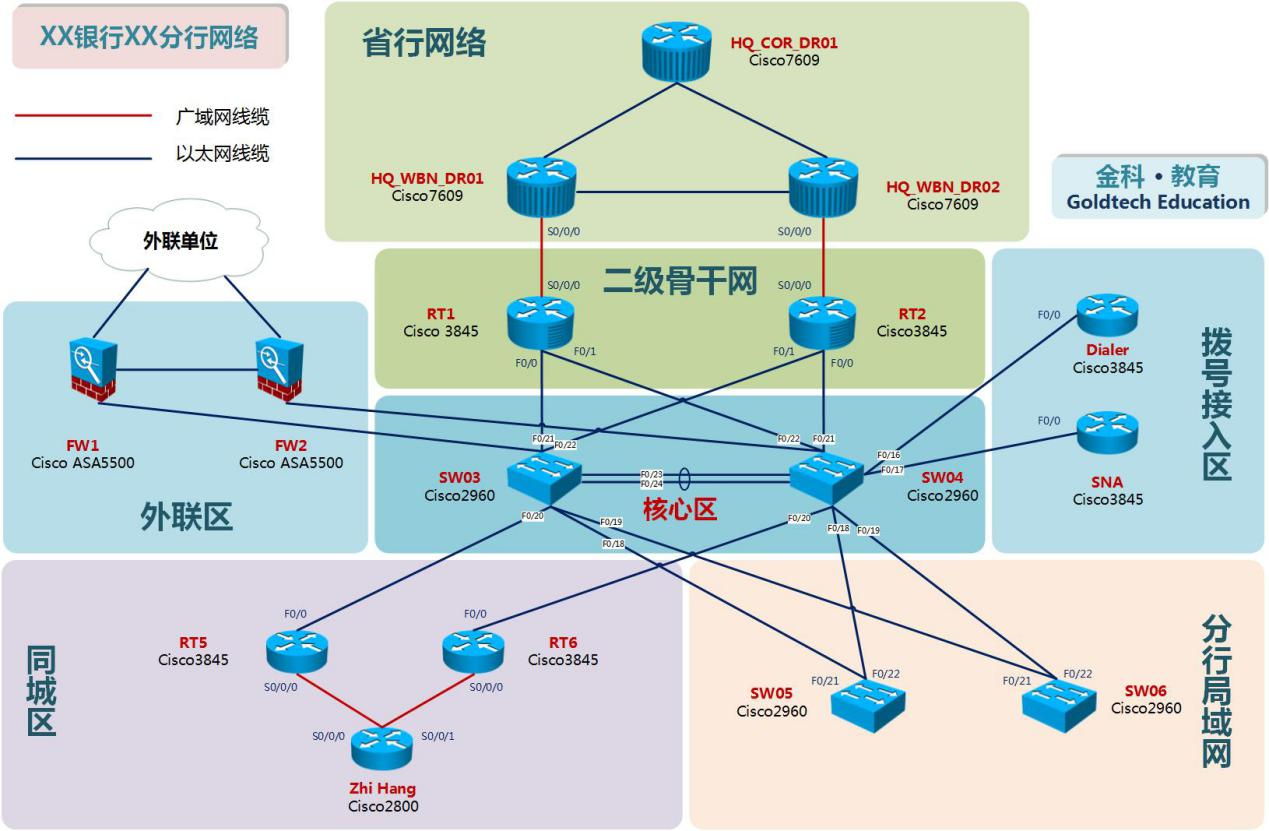 XX银行XX分行网络
广域网线缆
以太网线缆
省行网络
HQ_COR_DR01
Cisco7609
HQ_WBN_DR01
Cisco7609
HQ_WBN_DR02
Cisco7609
S0/0/0
S0/0/0
金科·教育
Goldtech Education
外联单位
二级骨干网
S0/0/0
S0/0/0
RT1
Cisco 3845
RT2
Cisco3845
F0/0
F0/1
F0/1
F0/0
FW1
Cisco ASA5500
FW2
Cisco ASA5500
外联区
F0/21
F0/22
F0/22
F0/21
SW03
Cisco2960
F0/23
F0/24
核心区
SW04
Cisco2960
F0/16
F0/17
F0/20
F0/19
F0/18
F0/20
F0/18
F0/19
F0/0
Dialer
Cisco3845
F0/0
SNA
Cisco3845
拨号接入区
同城区
F0/0
RT5
Cisco3845
S0/0/0
F0/0
RT6
Cisco3845
S0/0/0
S0/0/0
S0/0/1
Zhi Hang
Cisco2800
F0/21
F0/22
SW05
Cisco2960
F0/21
F0/22
SW06
Cisco2960
分行局域网